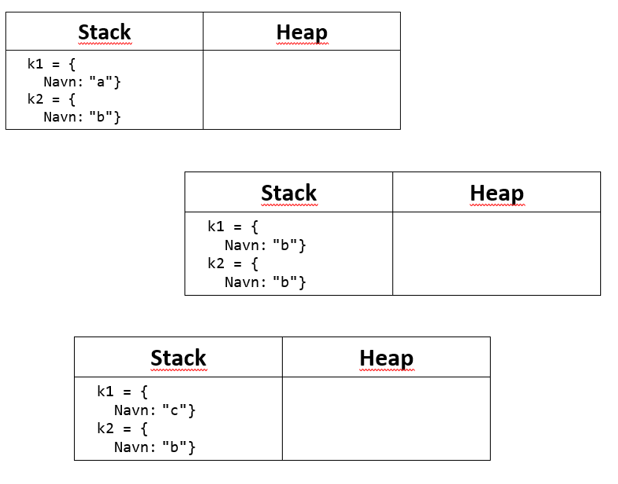 Stack Heap
k1 = {
Navn: "a"}
k2 = {
Navn: "b"}
Stack Heap
k1 = {
Navn: "b"}
k2 = {
Navn: "b"}
Stack Heap
k1 = {
Navn: "c"}
k2 = {
Navn: "b"}